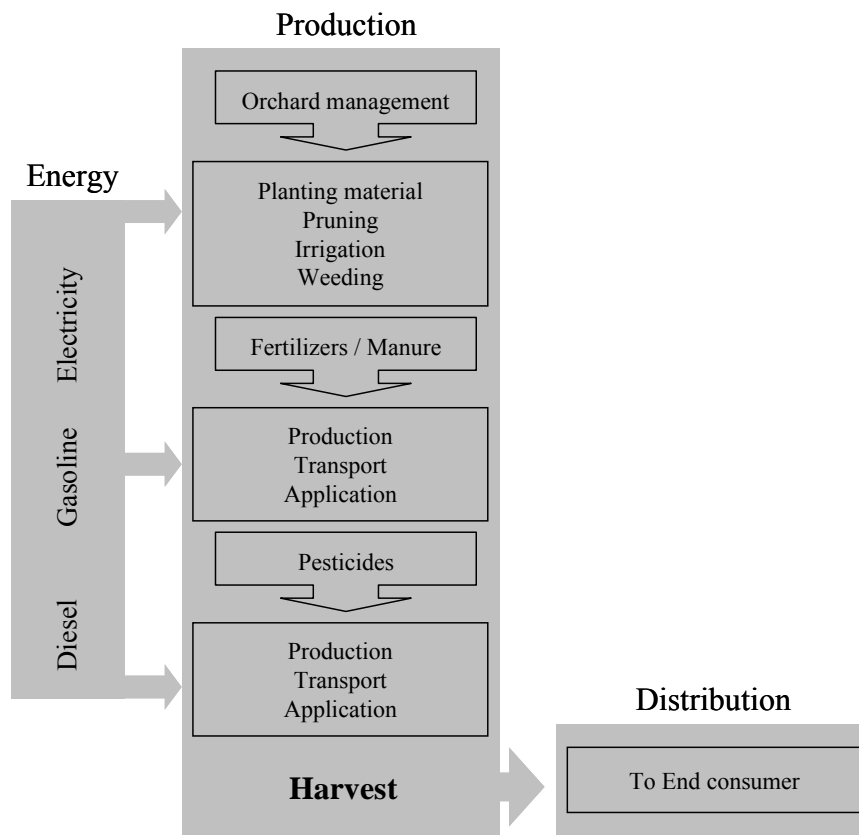 Production
Orchard management
Energy
Planting material
Pruning
Irrigation
Weeding
Electricity
Fertilizers / Manure
Gasoline
Production
Transport
Application
Pesticides
Diesel
Production
Transport
Application
Distribution
Harvest
To End consumer